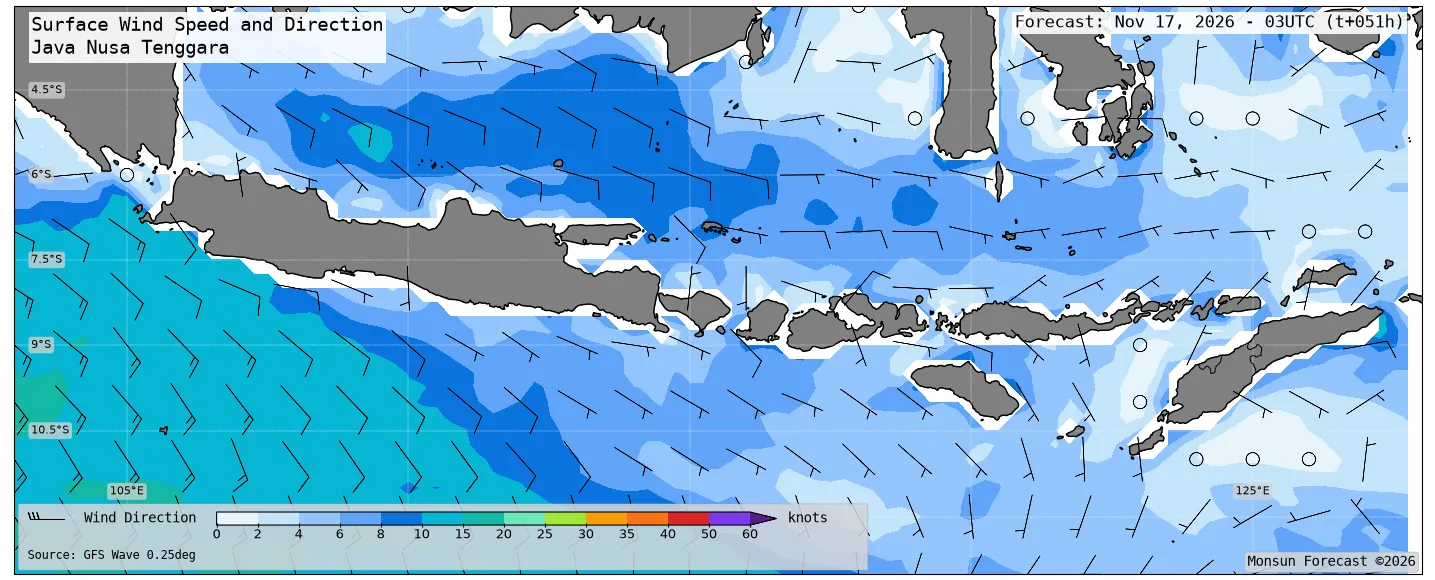 Surface Wind Speed and Direction
Java Nusa Tenggara
Forecast: Nov 17, 2026 - 03UTC (t+051h)
4.5°S
6°S
7.5°S
9°S
10.5°S
105°E
125°E
Wind Direction
0 2 4 6 8 10 15 20 25 30 35 40 50 60
knots
Source: GFS Wave 0.25deg
Monsun Forecast ©2026